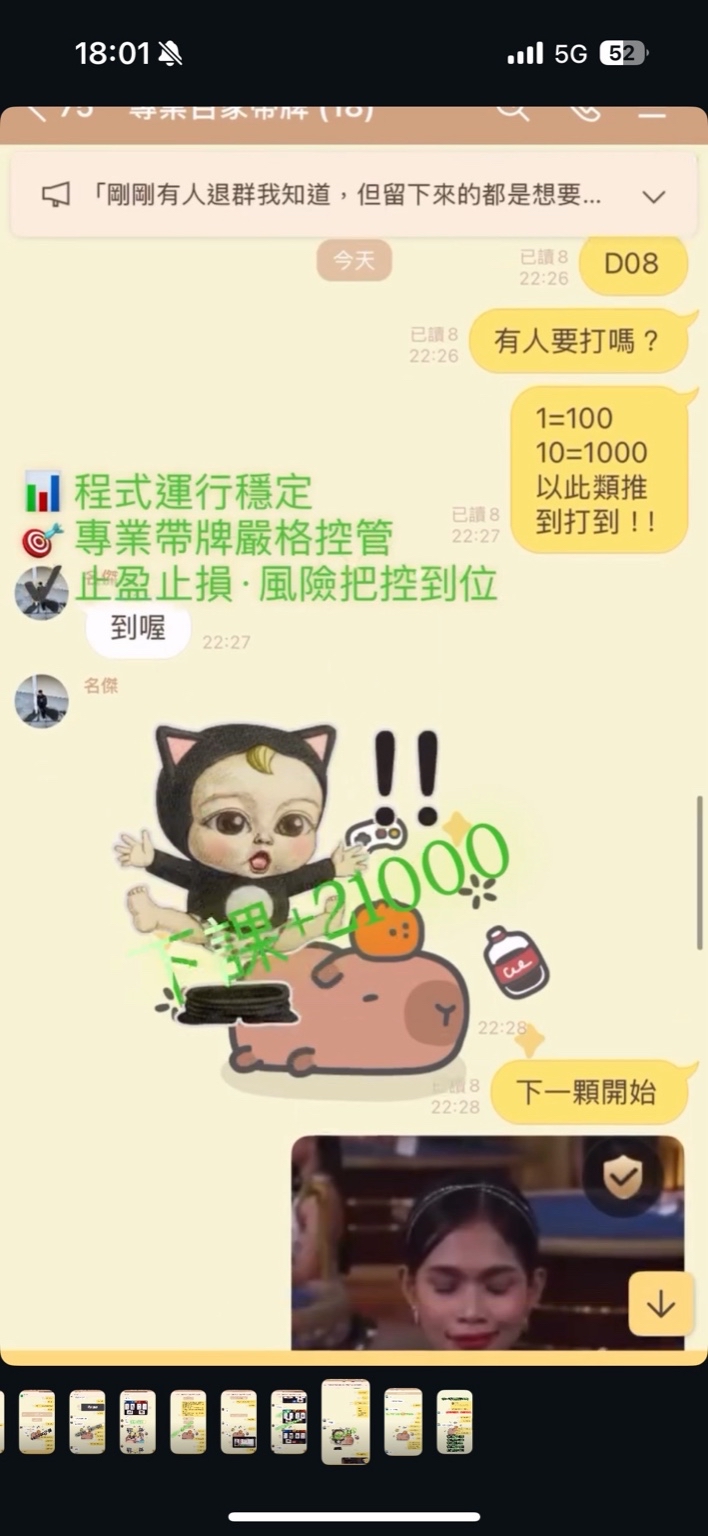 18:01
5G
52
75 專業百家帶牌 (18)
「剛剛有人退群我知道，但留下來的都是想要...
今天
已讀 8
22:26
D08
已讀 8
22:26
有人要打嗎？
1=100
10=1000
以此類推
到打到！！
已讀 8
22:27
程式運行穩定
專業帶牌嚴格控管
止盈止損·風險把控到位
名傑
到喔
22:27
名傑
!!
下課+21000
22:28
已讀 8
22:28
下一顆開始